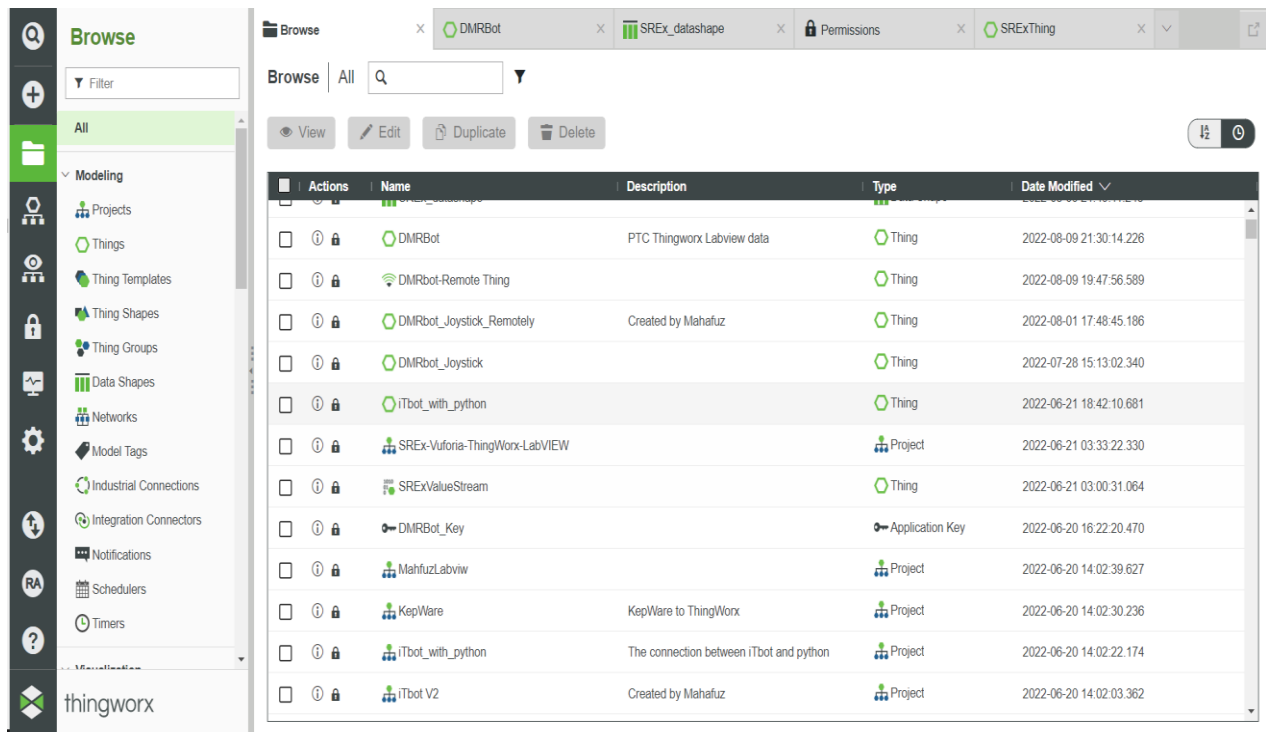 Browse
DMRBot
SREx_datashape
Permissions
SRExThing
Browse
Filter
All
Modeling
Projects
Things
Thing Templates
Thing Shapes
Thing Groups
Data Shapes
Networks
Model Tags
Industrial Connections
Integration Connectors
Notifications
Schedulers
Timers
Visualization
RA
thingworx
Browse All
View Edit Duplicate Delete
Actions Name Description Type Date Modified
DMRBot PTC Thingworx Labview data Thing 2022-08-09 21:30:14.226
DMRbot-Remote Thing Thing 2022-08-09 19:47:56.589
DMRbot_Joystick_Remotely Created by Mahafuz Thing 2022-08-01 17:48:45.186
DMRbot_Joystick Thing 2022-07-28 15:13:02.340
iTbot_with_python Thing 2022-06-21 18:42:10.681
SREx-Vuforia-ThingWorx-LabVIEW Project 2022-06-21 03:33:22.330
SRExValueStream Thing 2022-06-21 03:00:31.064
DMRBot_Key Application Key 2022-06-20 16:22:20.470
MahfuzLabviw Project 2022-06-20 14:02:39.627
KepWare KepWare to ThingWorx Project 2022-06-20 14:02:30.236
iTbot_with_python The connection between iTbot and python Project 2022-06-20 14:02:22.174
iTbot V2 Created by Mahafuz Project 2022-06-20 14:02:03.362